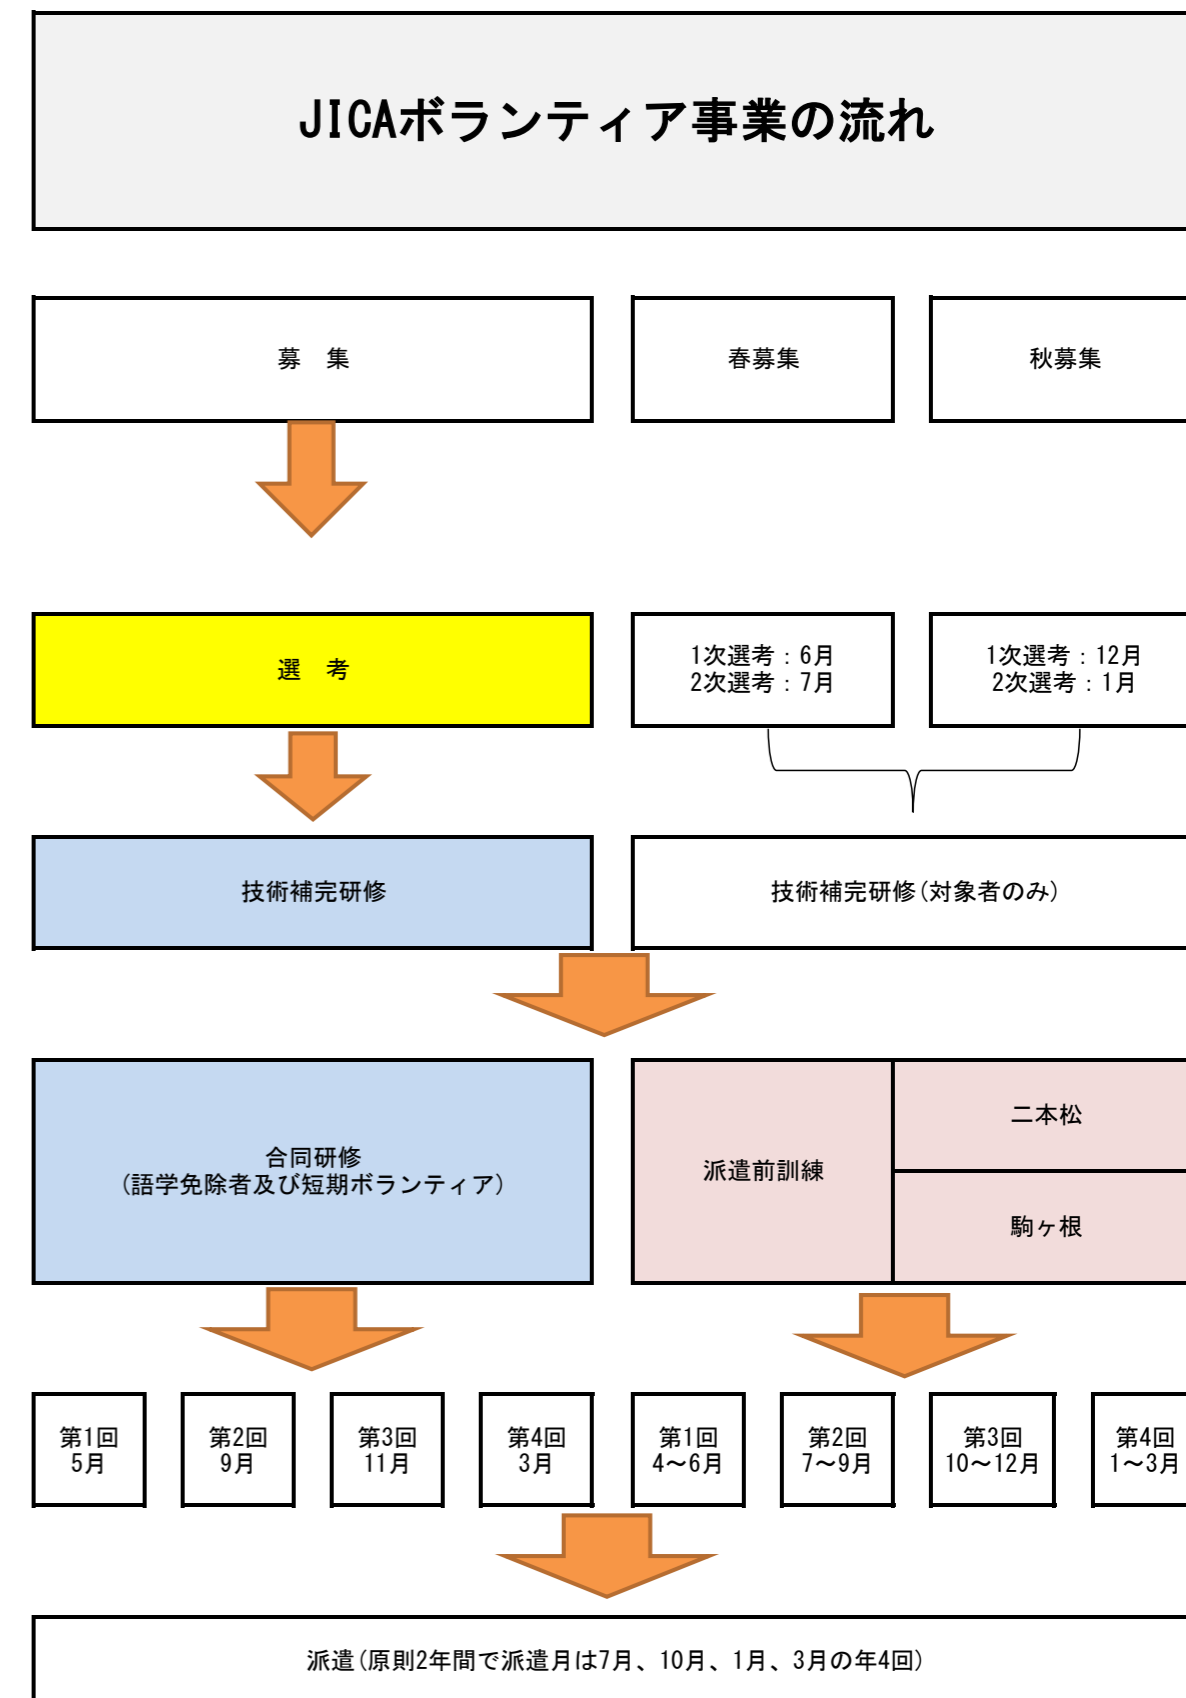 JICAボランティア事業の流れ
募　集
春募集
秋募集
選　考
1次選考：6月
2次選考：7月
1次選考：12月
2次選考：1月
技術補完研修
技術補完研修(対象者のみ)
合同研修
(語学免除者及び短期ボランティア)
派遣前訓練
二本松
駒ヶ根
第1回
5月
第2回
9月
第3回
11月
第4回
3月
第1回
4～6月
第2回
7～9月
第3回
10～12月
第4回
1～3月
派遣(原則2年間で派遣月は7月、10月、1月、3月の年4回)